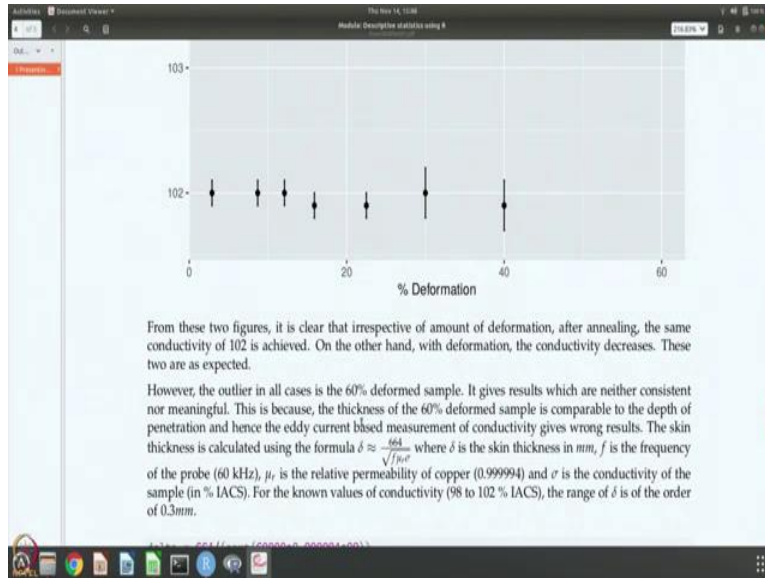 Activities Document Viewer Thu Nov 14, 15:08
Module: Descriptive statistics using R
216.83%
Out...
103
102
0 20 40 60
% Deformation
From these two figures, it is clear that irrespective of amount of deformation, after annealing, the same
conductivity of 102 is achieved. On the other hand, with deformation, the conductivity decreases. These
two are as expected.
However, the outlier in all cases is the 60% deformed sample. It gives results which are neither consistent
nor meaningful. This is because, the thickness of the 60% deformed sample is comparable to the depth of
penetration and hence the eddy current based measurement of conductivity gives wrong results. The skin
thickness is calculated using the formula δ ≈ 664/√fμrσ where δ is the skin thickness in mm, f is the frequency
of the probe (60 kHz), μr is the relative permeability of copper (0.999994) and σ is the conductivity of the
sample (in % IACS). For the known values of conductivity (98 to 102 % IACS), the range of δ is of the order
of 0.3mm.